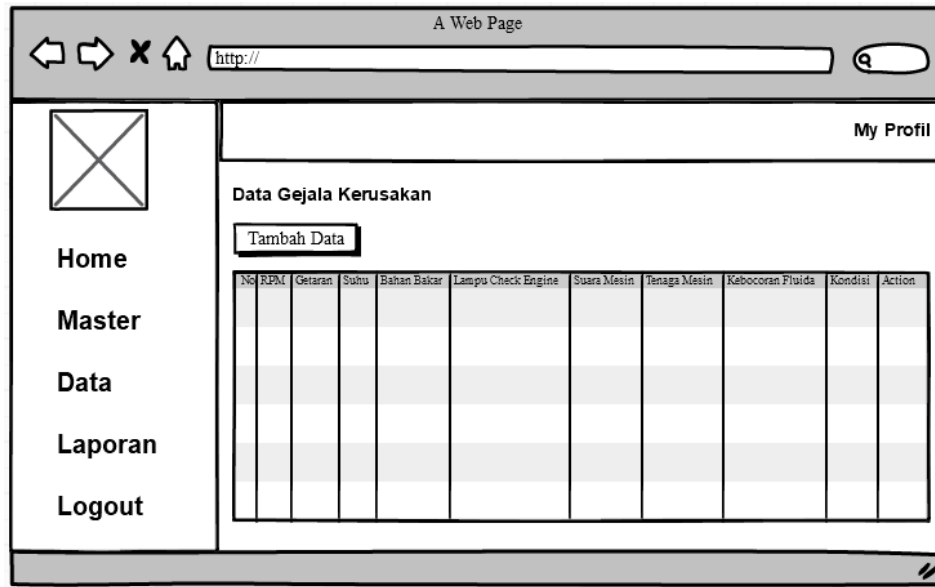 A Web Page
http://
My Profil
Home
Master
Data
Laporan
Logout
Data Gejala Kerusakan
Tambah Data
No RPM Getaran Suhu Bahan Bakar Lampu Check Engine Suara Mesin Tenaga Mesin Kebocoran Fluida Kondisi Action